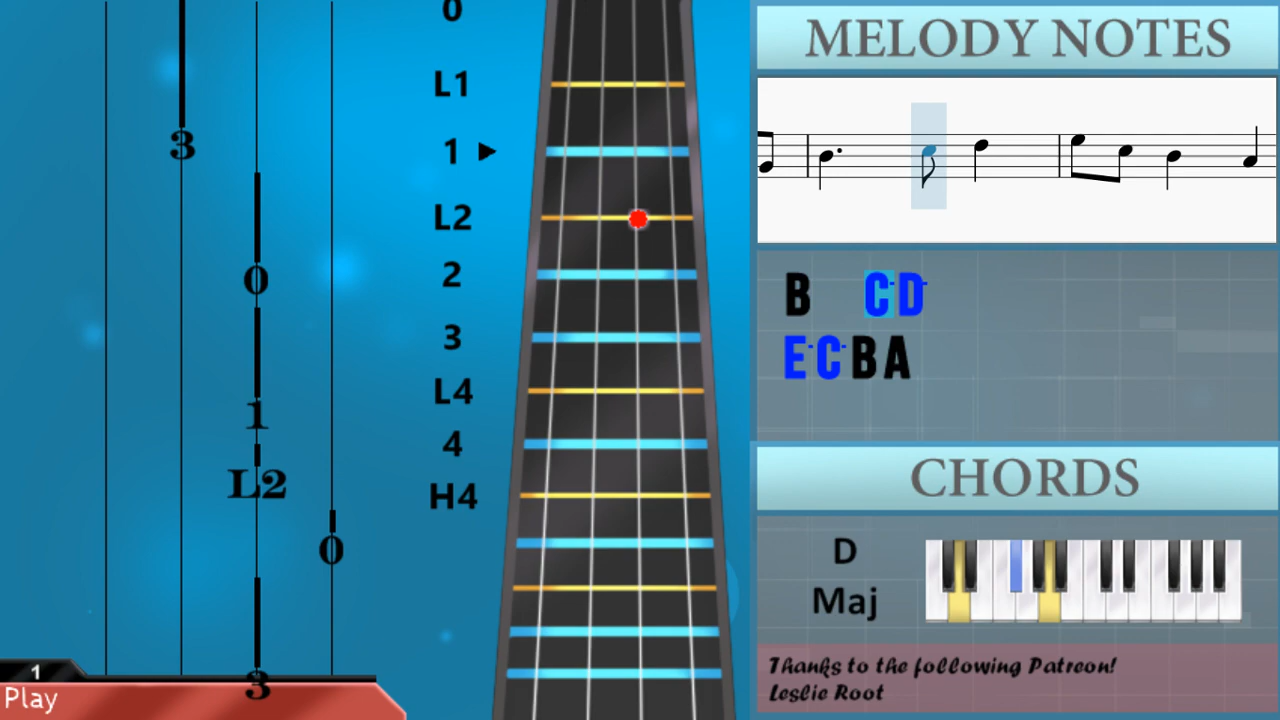 3
0
1
L2
0
3
1
Play
0
L1
1
L2
2
3
L4
4
H4
MELODY NOTES
B C D
E C B A
CHORDS
D
Maj
Thanks to the following Patreon!
Leslie Root